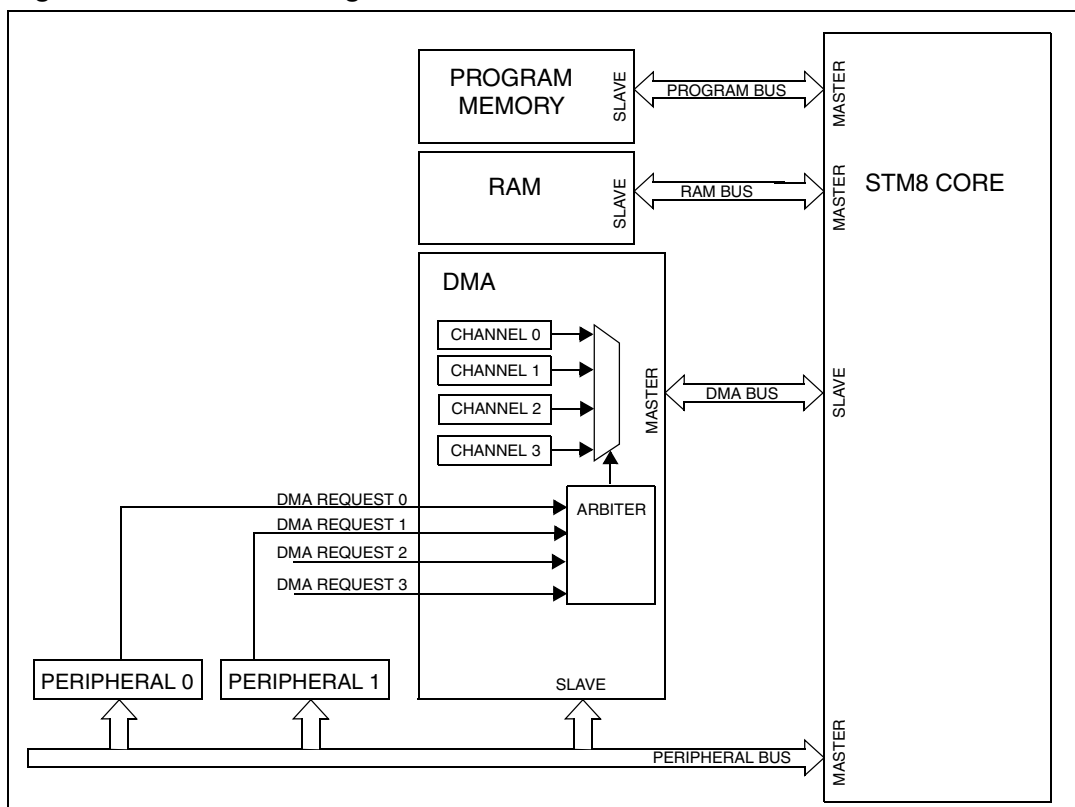 PROGRAM
MEMORY
SLAVE
PROGRAM BUS
MASTER
RAM
SLAVE
RAM BUS
MASTER
STM8 CORE
DMA
CHANNEL 0
CHANNEL 1
CHANNEL 2
CHANNEL 3
MASTER
DMA BUS
SLAVE
DMA REQUEST 0
DMA REQUEST 1
DMA REQUEST 2
DMA REQUEST 3
ARBITER
PERIPHERAL 0
PERIPHERAL 1
SLAVE
PERIPHERAL BUS
MASTER